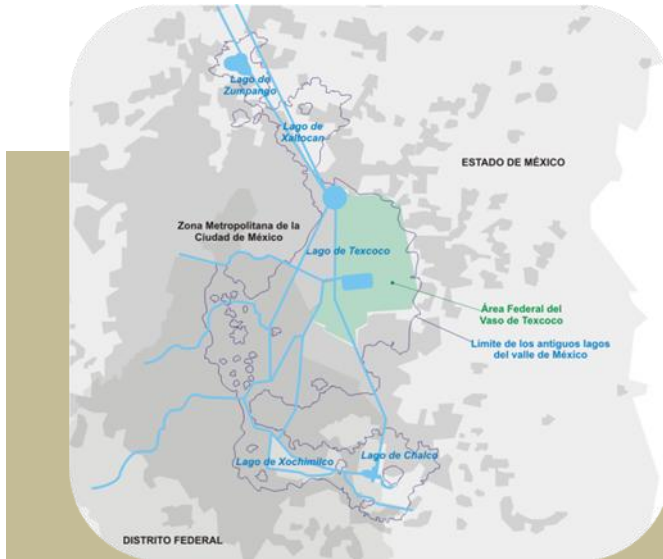 Lago de
Zumpango
Lago de
Xaltocan
ESTADO DE MÉXICO
Zona Metropolitana de la
Ciudad de México
Lago de Texcoco
Área Federal del
Vaso de Texcoco
Límite de los antiguos lagos
del valle de México
Lago de Xochimilco
Lago de Chalco
DISTRITO FEDERAL